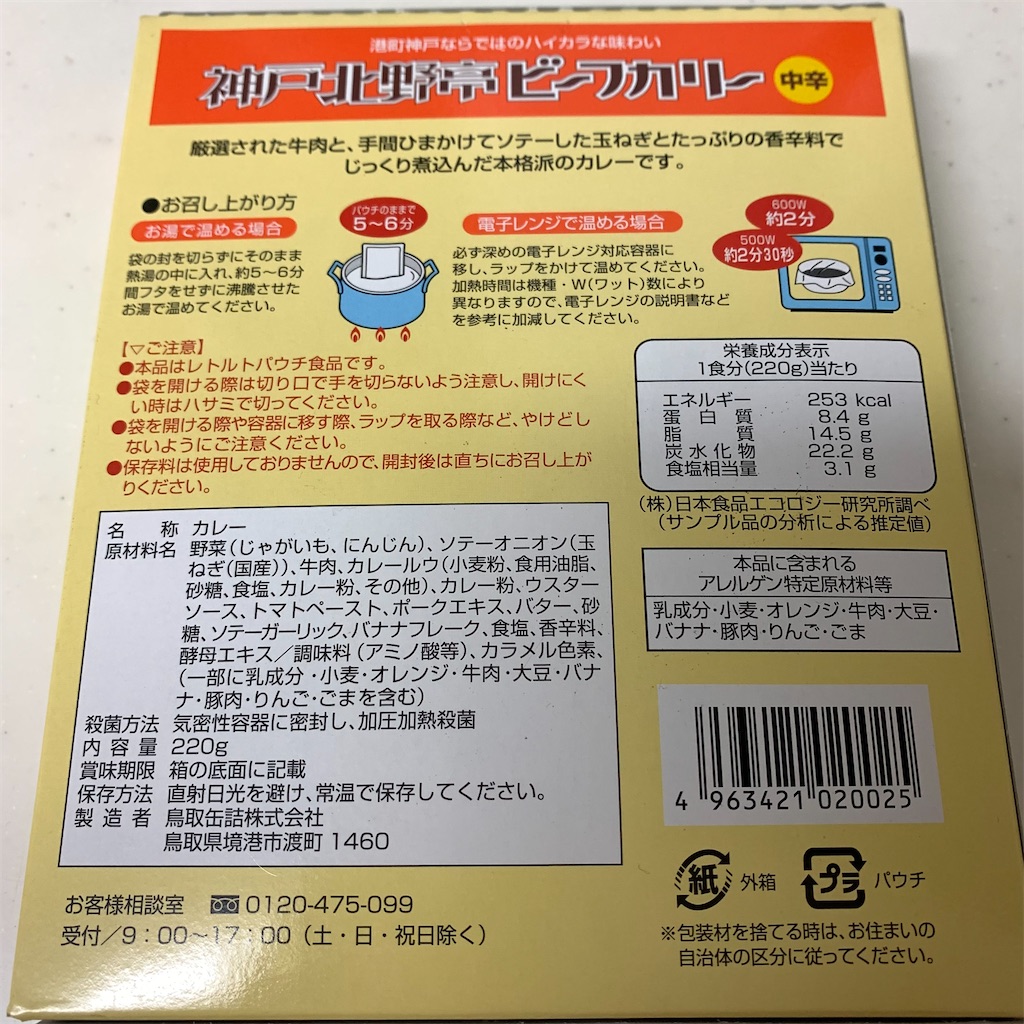 港町神戸ならではのハイカラな味わい
神戸北野亭ビーフカリー 中辛
厳選された牛肉と、手間ひまかけてソテーした玉ねぎとたっぷりの香辛料で
じっくり煮込んだ本格派のカレーです。
●お召し上がり方
お湯で温める場合
袋の封を切らずにそのまま
熱湯の中に入れ、約5〜6分
間フタをせずに沸騰させた
お湯で温めてください。
パウチのままで
5〜6分
電子レンジで温める場合
必ず深めの電子レンジ対応容器に
移し、ラップをかけて温めてください。
加熱時間は機種・W(ワット)数により
異なりますので、電子レンジの説明書など
を参考に加減してください。
600W
約2分
500W
約2分30秒
【▽ご注意】
●本品はレトルトパウチ食品です。
●袋を開ける際は切り口で手を切らないよう注意し、開けにく
い時はハサミで切ってください。
●袋を開ける際や容器に移す際、ラップを取る際など、やけどし
ないようにご注意ください。
●保存料は使用しておりませんので、開封後は直ちにお召し上が
りください。
栄養成分表示
1食分(220g)当たり
エネルギー 253 kcal
蛋白質 8.4 g
脂質 14.5 g
炭水化物 22.2 g
食塩相当量 3.1 g
(株)日本食品エコロジー研究所調べ
(サンプル品の分析による推定値)
名称 カレー
原材料名 野菜(じゃがいも、にんじん)、ソテーオニオン(玉
ねぎ(国産))、牛肉、カレールウ(小麦粉、食用油脂、
砂糖、食塩、カレー粉、その他)、カレー粉、ウスター
ソース、トマトペースト、ポークエキス、バター、砂
糖、ソテーガーリック、バナナフレーク、食塩、香辛料、
酵母エキス/調味料(アミノ酸等)、カラメル色素、
(一部に乳成分・小麦・オレンジ・牛肉・大豆・バナ
ナ・豚肉・りんご・ごまを含む)
殺菌方法 気密性容器に密封し、加圧加熱殺菌
内容量 220g
賞味期限 箱の底面に記載
保存方法 直射日光を避け、常温で保存してください。
製造者 鳥取缶詰株式会社
鳥取県境港市渡町1460
本品に含まれる
アレルゲン特定原材料等
乳成分・小麦・オレンジ・牛肉・大豆・
バナナ・豚肉・りんご・ごま
4 963421 020025
紙 外箱 プラ パウチ
※包装材を捨てる時は、お住まいの
自治体の区分に従ってください。
お客様相談室 0120-475-099
受付/9:00〜17:00(土・日・祝日除く)